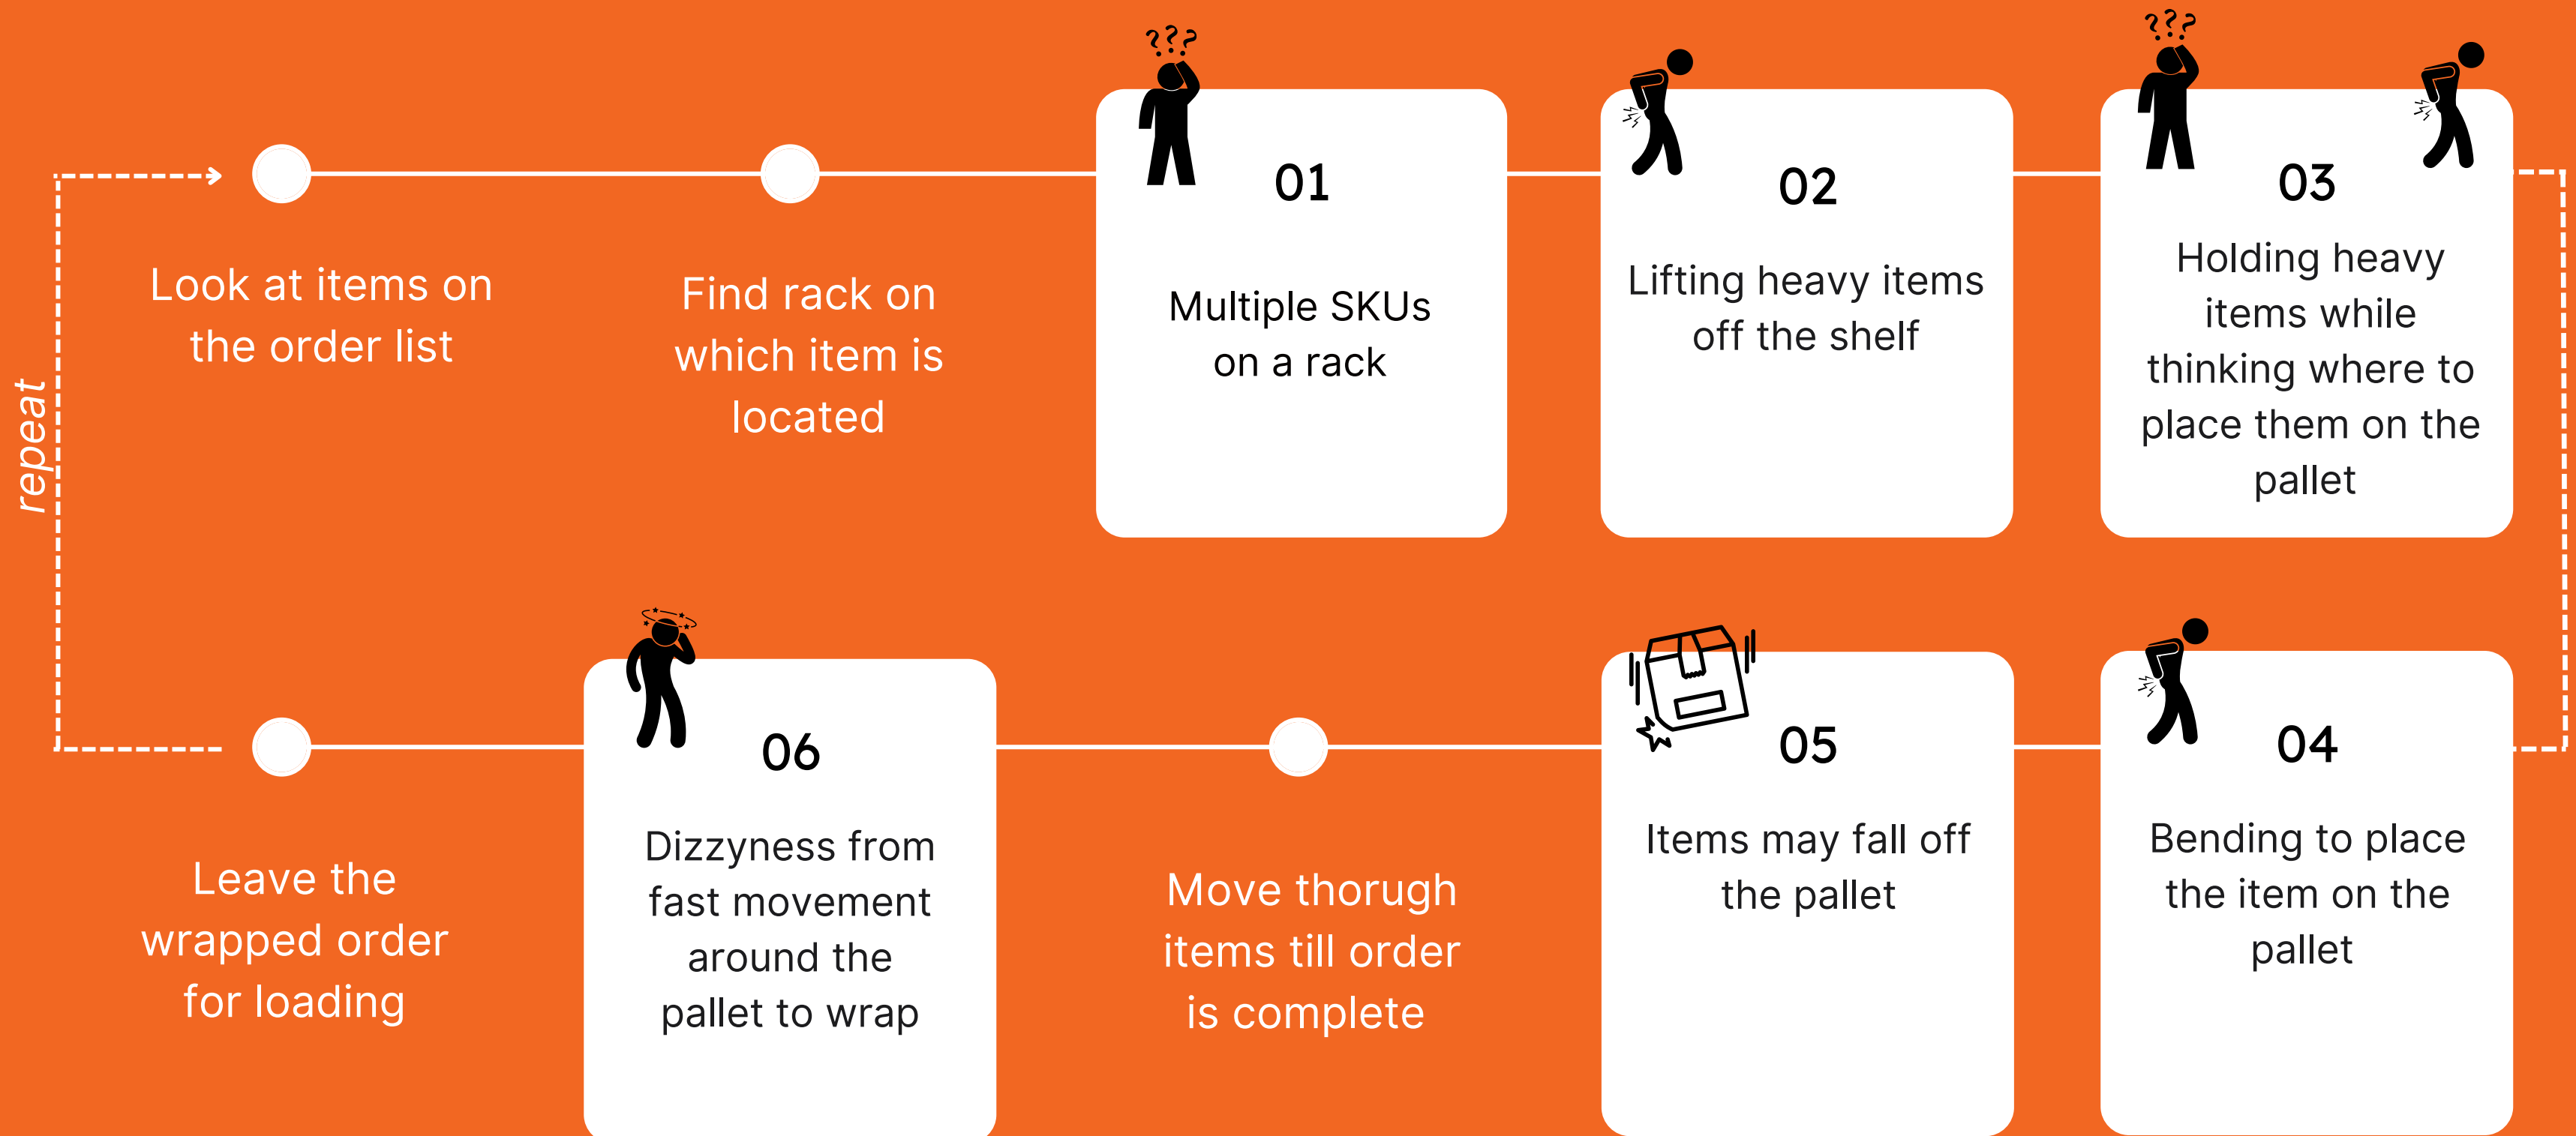 ???
???
01
02
03
Look at items on
the order list
Find rack on
which item is
located
Multiple SKUs
on a rack
Lifting heavy items
off the shelf
Holding heavy
items while
thinking where to
place them on the
pallet
repeat
04
Bending to place
the item on the
pallet
05
Items may fall off
the pallet
Move thorugh
items till order
is complete
06
Dizzyness from
fast movement
around the
pallet to wrap
Leave the
wrapped order
for loading